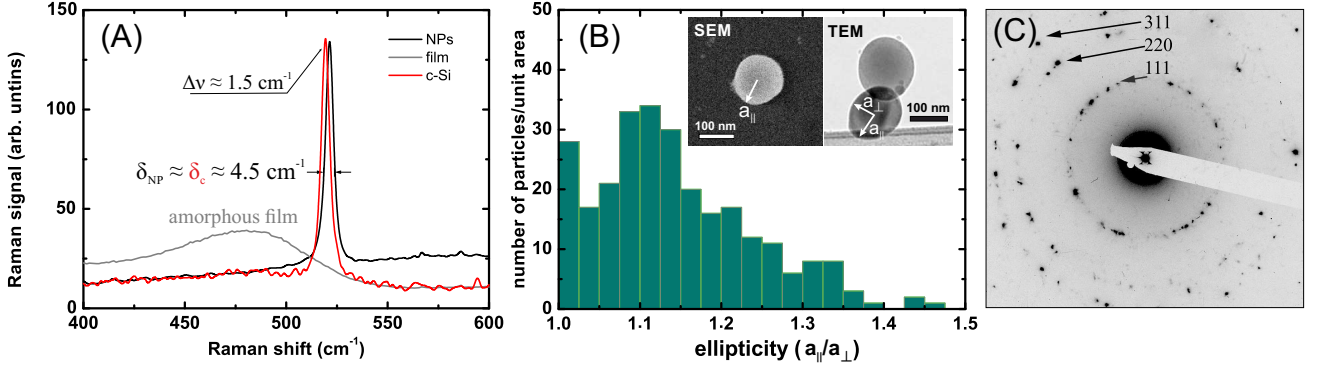 (A)
NPs
film
c-Si
Δν ≈ 1.5 cm⁻¹
δNP ≈ δc ≈ 4.5 cm⁻¹
amorphous film
Raman signal (arb. untins)
150
100
50
0
400 450 500 550 600
Raman shift (cm⁻¹)
(B)
SEM
a∥
100 nm
TEM
a⊥
a∥
100 nm
number of particles/unit area
50
40
30
20
10
0
1.0 1.1 1.2 1.3 1.4 1.5
ellipticity (a∥/a⊥)
(C)
311
220
111